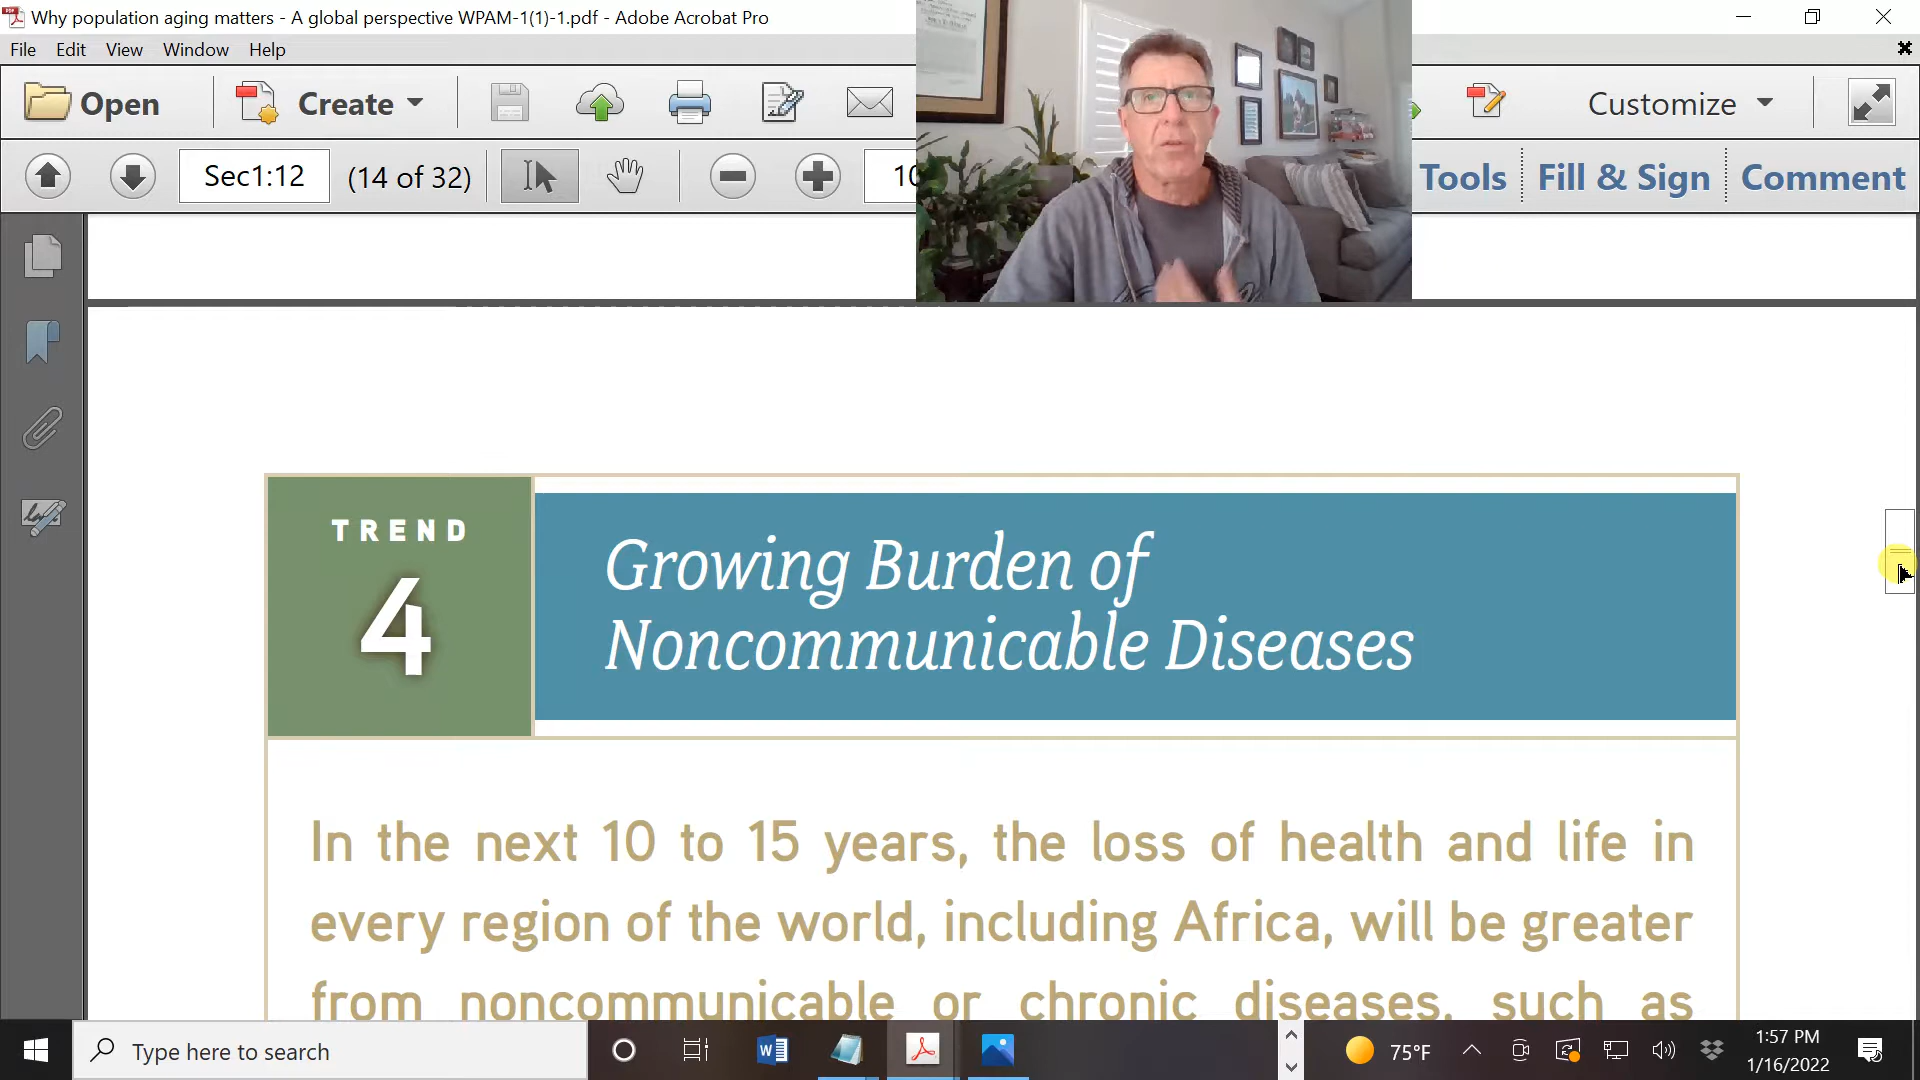 Why population aging matters - A global perspective WPAM-1(1)-1.pdf - Adobe Acrobat Pro
File Edit View Window Help
Open Create Customize
Sec1:12 (14 of 32) 10 Tools Fill & Sign Comment
TREND
4
Growing Burden of
Noncommunicable Diseases
In the next 10 to 15 years, the loss of health and life in
every region of the world, including Africa, will be greater
from noncommunicable or chronic diseases, such as
Type here to search
75°F
1:57 PM
1/16/2022